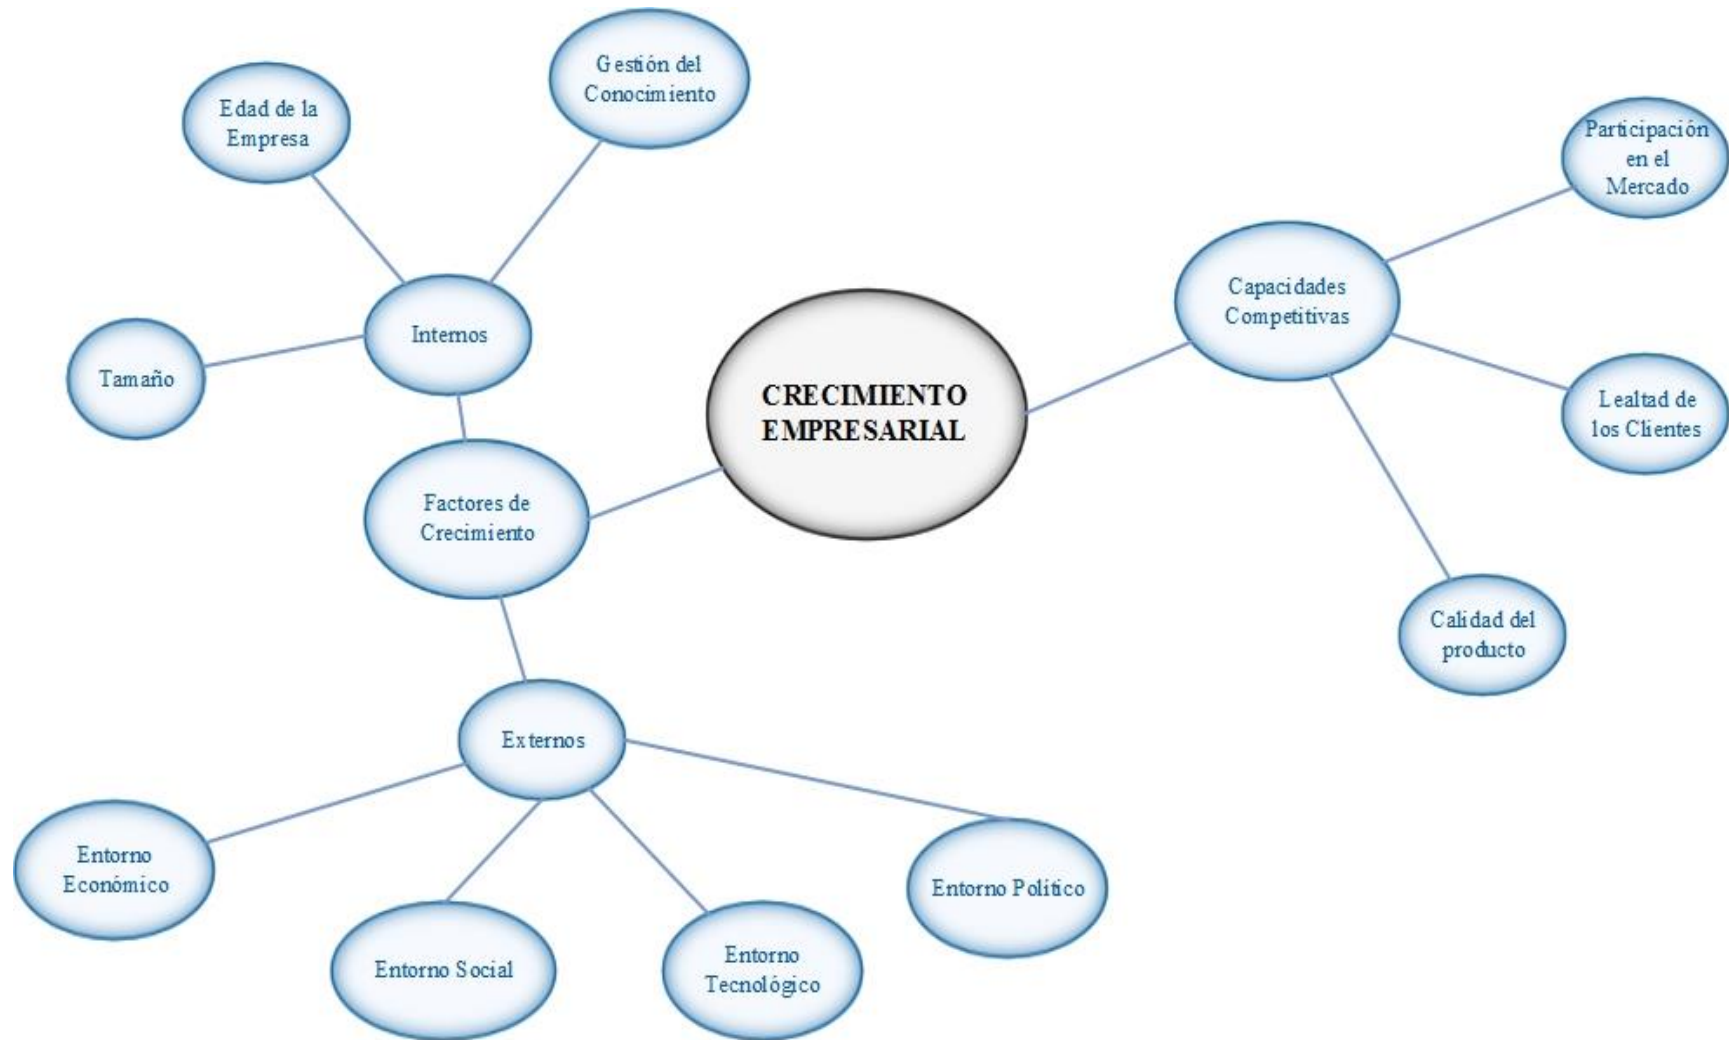 Gestión del
Conocimiento
Edad de la
Empresa
Internos
Tamaño
Factores de
Crecimiento
CRECIMIENTO
EMPRESARIAL
Capacidades
Competitivas
Participación
en el
Mercado
Lealtad de
los Clientes
Calidad del
producto
Externos
Entorno
Económico
Entorno Social
Entorno
Tecnológico
Entorno Político